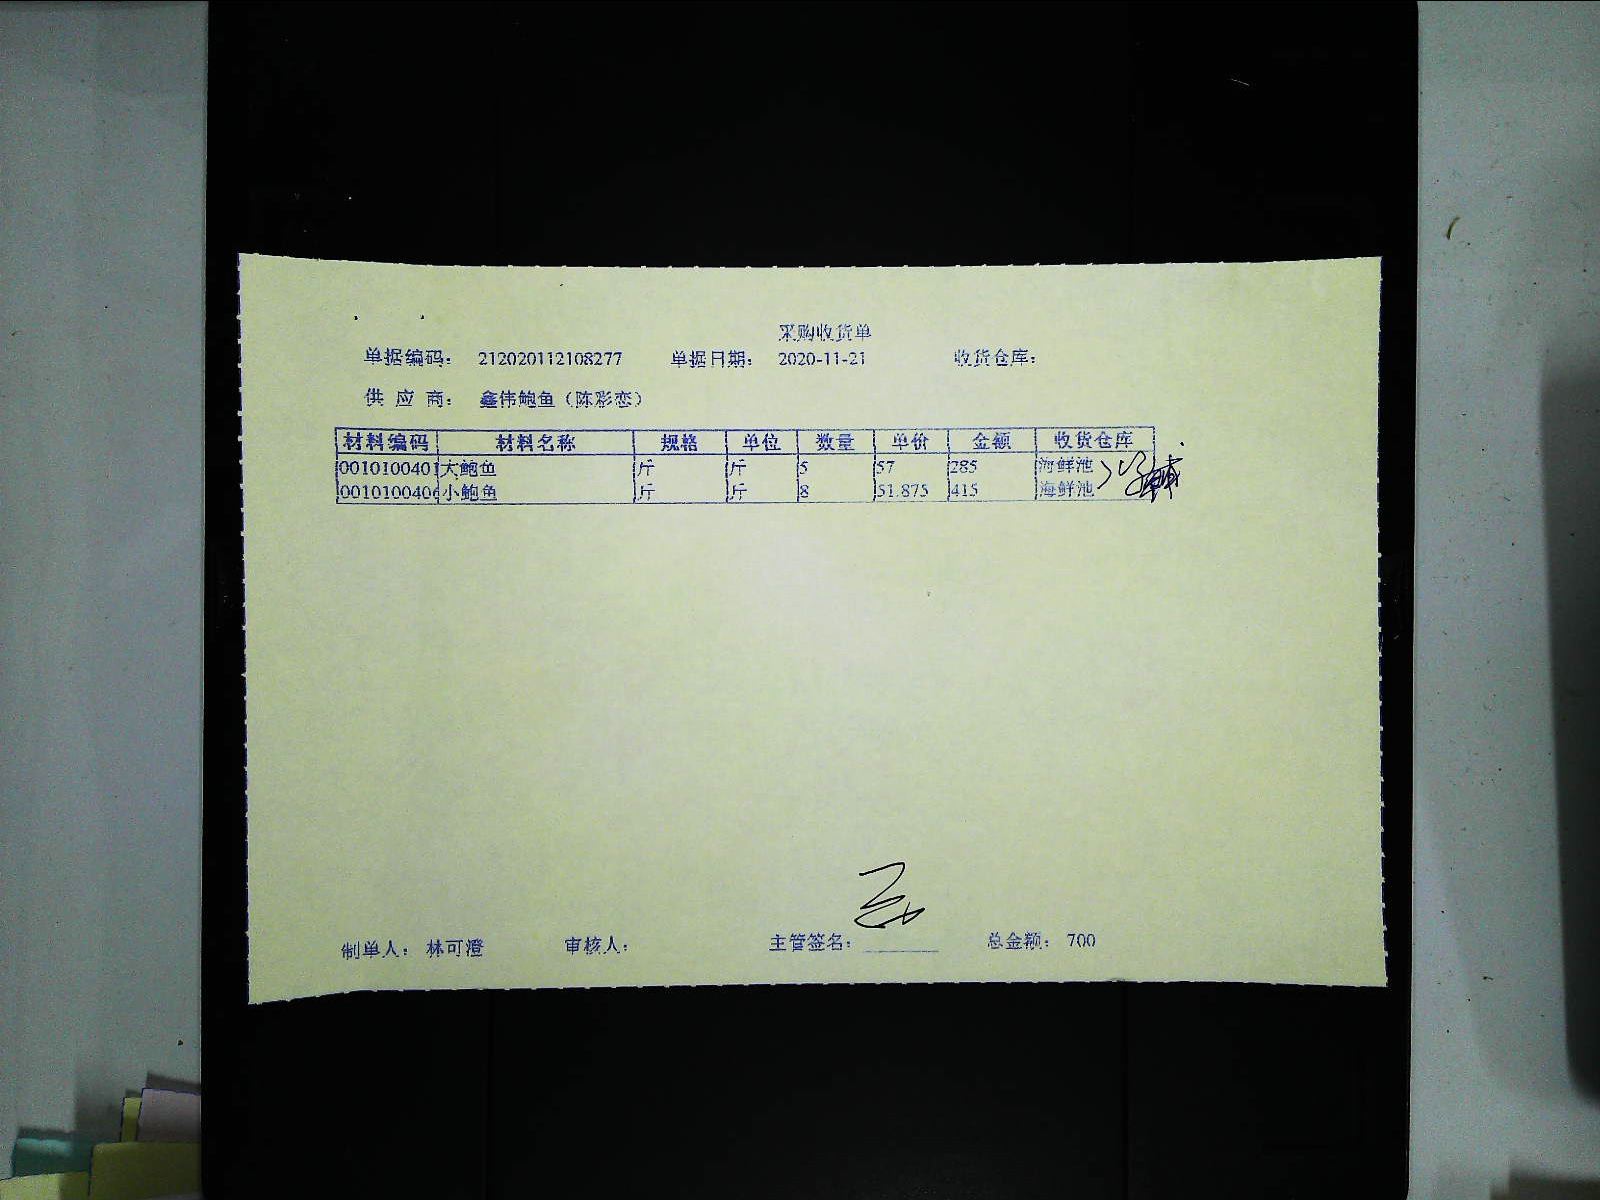 采购收货单
单据编码: 212020112108277 单据日期: 2020-11-21 收货仓库:
供 应 商: 鑫伟鲍鱼(陈彩恋)
材料编码 材料名称 规格 单位 数量 单价 金额 收货仓库
0010100401 大鲍鱼 斤 斤 5 57 285 海鲜池
001010040 小鲍鱼 斤 斤 8 51.875 415 海鲜池
制单人: 林可澄 审核人: 主管签名: 总金额: 700